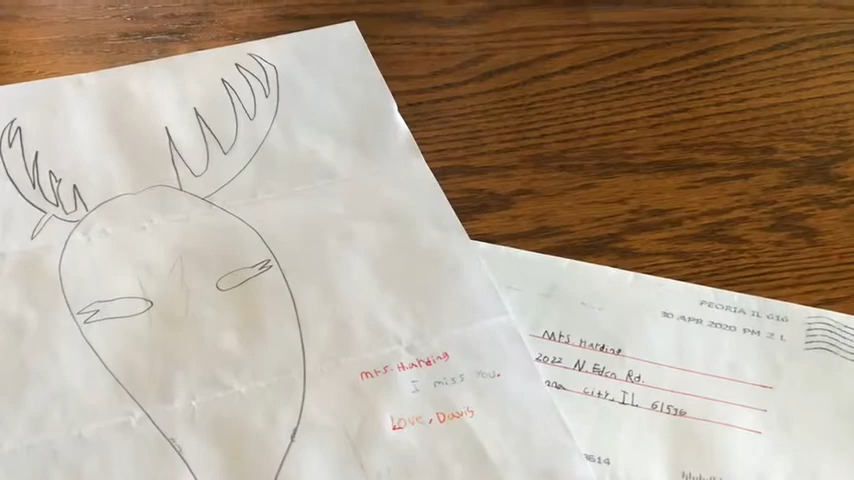 Mrs. Harding
I miss you.
Love, Davis
PEORIA IL 616
30 APR 2020 PM 2 L
Mrs. Harding
2022 N. Eden Rd.
City, IL 61536
3614